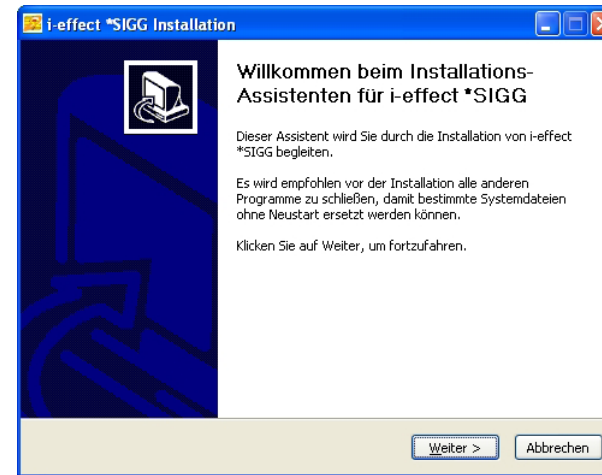 i-effect *SIGG Installation
Willkommen beim Installations-
Assistenten für i-effect *SIGG
Dieser Assistent wird Sie durch die Installation von i-effect
*SIGG begleiten.
Es wird empfohlen vor der Installation alle anderen
Programme zu schließen, damit bestimmte Systemdateien
ohne Neustart ersetzt werden können.
Klicken Sie auf Weiter, um fortzufahren.
Weiter >
Abbrechen